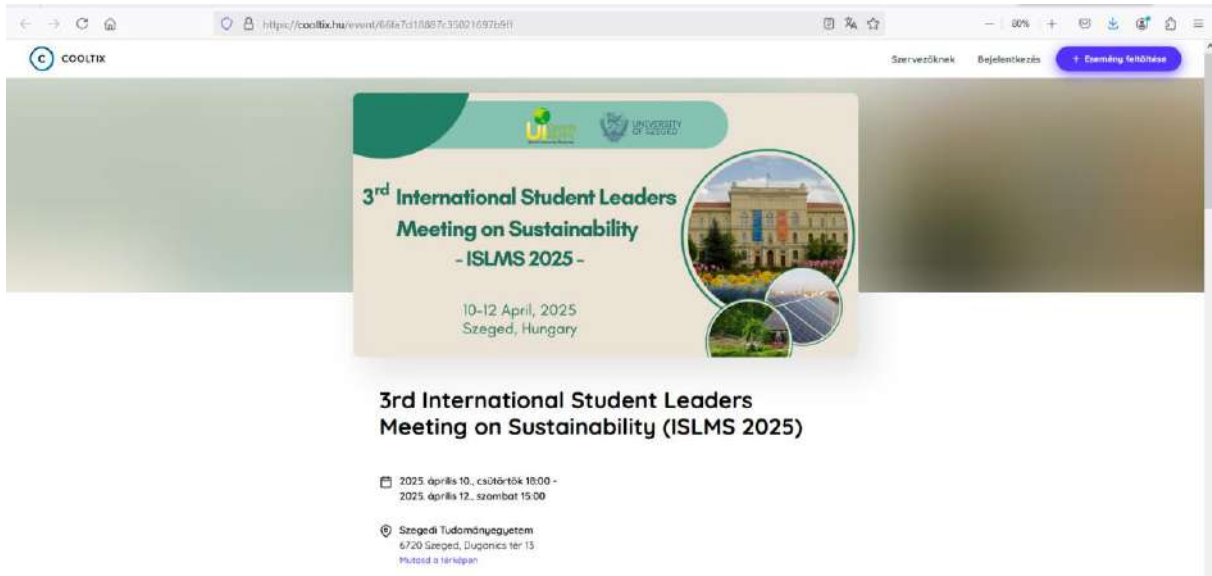 https://cooltix.hu/event/
80%
COOLTIX
Szervezőknek
Bejelentkezés
+ Esemény feltöltése
UI
UNIVERSITY
OF SZEGED
3rd International Student Leaders
Meeting on Sustainability
- ISLMS 2025 -
10-12 April, 2025
Szeged, Hungary
3rd International Student Leaders
Meeting on Sustainability (ISLMS 2025)
2025. április 10., csütörtök 18:00 -
2025. április 12., szombat 15:00
Szegedi Tudományegyetem
6720 Szeged, Dugonics tér 13
Mutasd a térképen